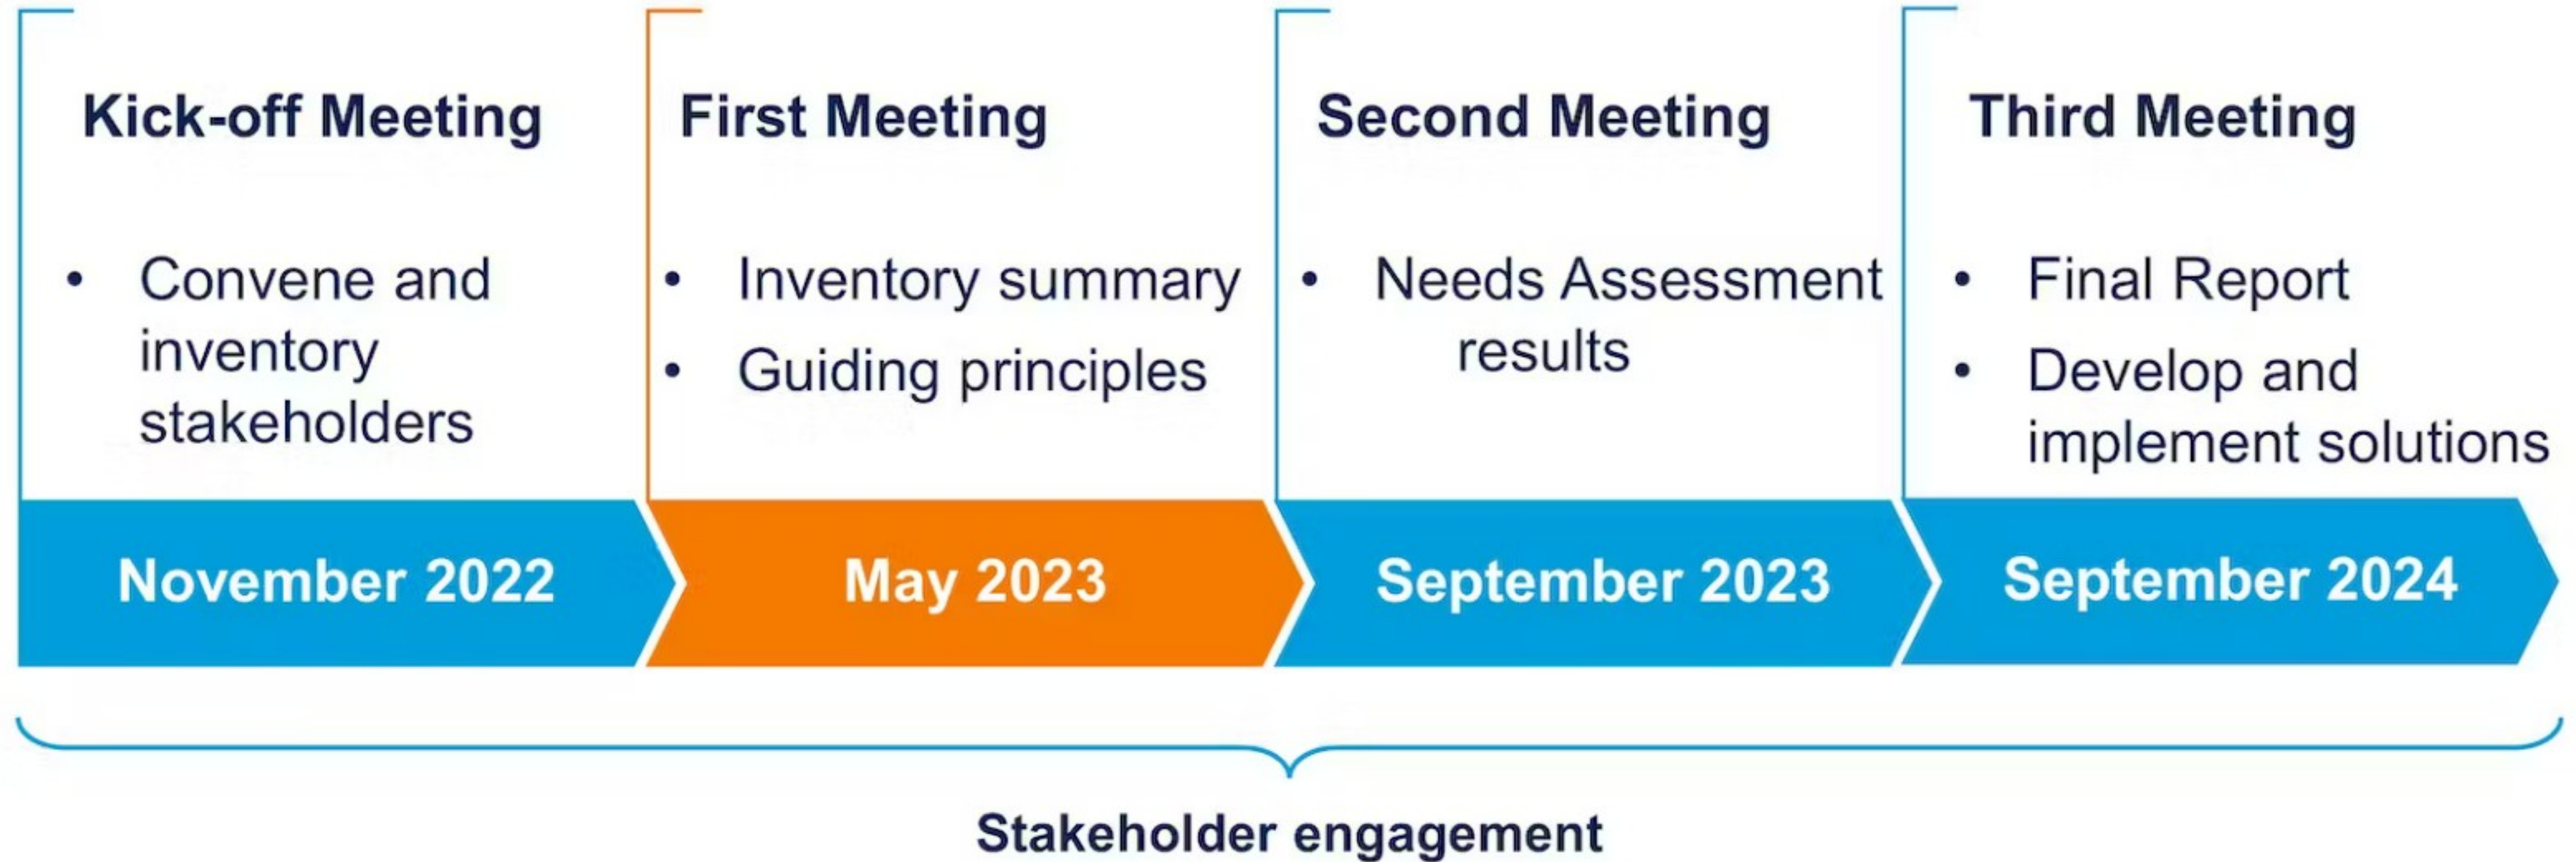 Kick-off Meeting
• Convene and
inventory
stakeholders
November 2022
First Meeting
• Inventory summary
• Guiding principles
May 2023
Second Meeting
• Needs Assessment
results
September 2023
Third Meeting
• Final Report
• Develop and
implement solutions
September 2024
Stakeholder engagement